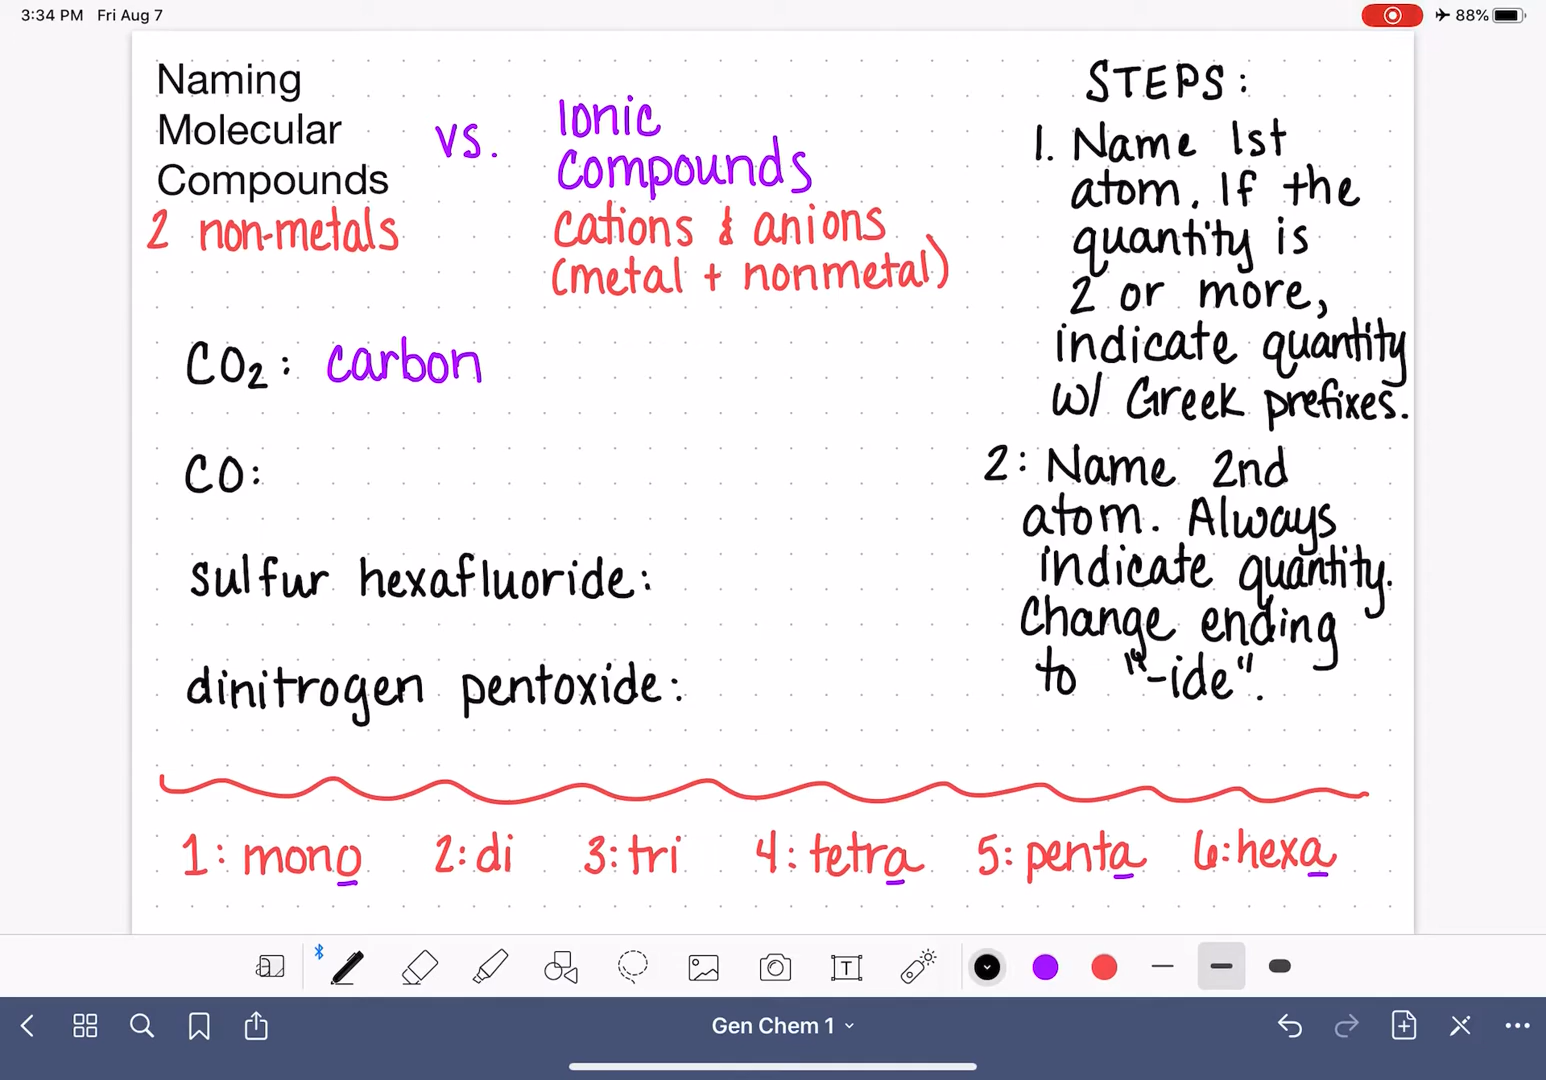 3:34 PM Fri Aug 7
88%
Naming
Molecular
Compounds
2 non-metals
vs.
Ionic
Compounds
cations & anions
(metal + nonmetal)
CO₂: carbon
CO:
sulfur hexafluoride:
dinitrogen pentoxide:
STEPS:
1. Name 1st
atom. If the
quantity is
2 or more,
indicate quantity
w/ Greek prefixes.
2: Name 2nd
atom. Always
indicate quantity.
Change ending
to "-ide".
1: mono 2: di 3: tri 4: tetra 5: penta 6: hexa
T
Gen Chem 1